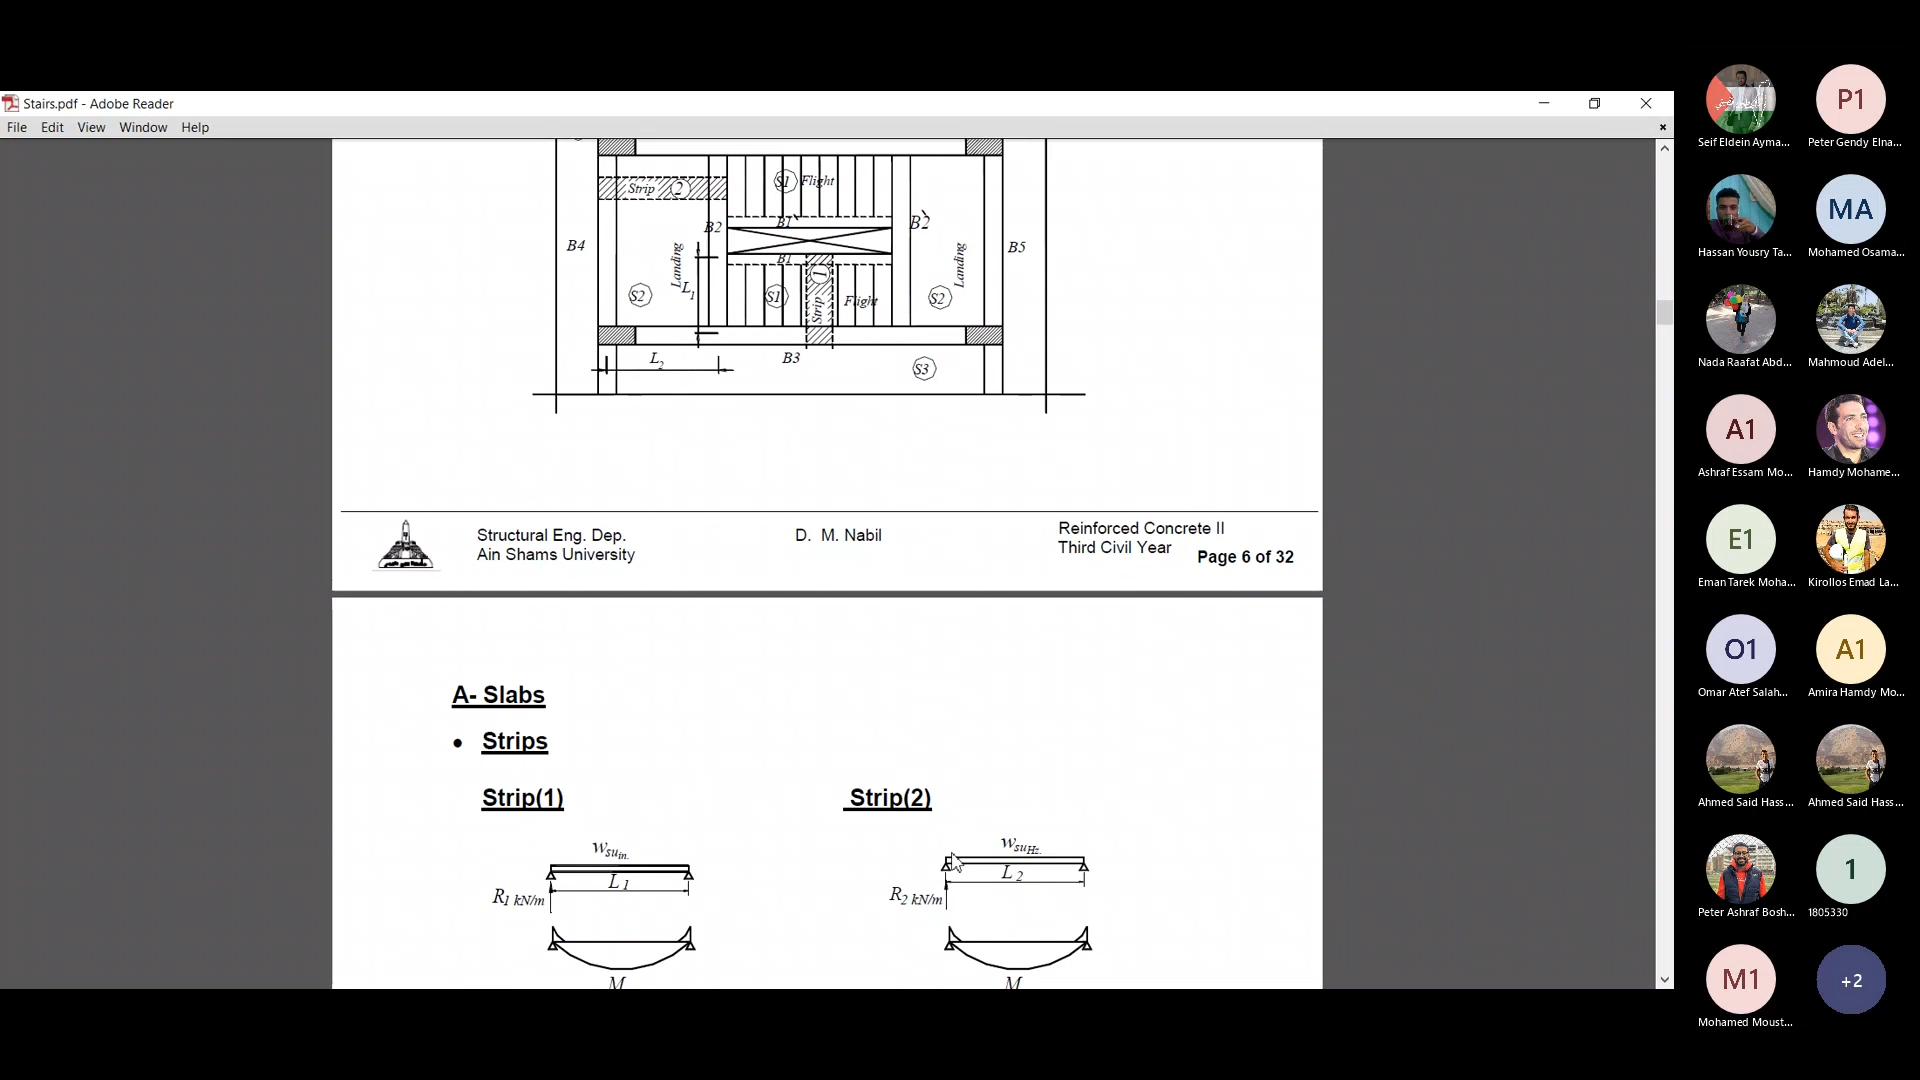 Stairs.pdf - Adobe Reader
File Edit View Window Help
S1 Flight
Strip 2
B1`
B2 B2`
B4 B5
B1
Landing Landing
1
L1
S2 S1 Strip Flight S2
L2 B3
S3
Structural Eng. Dep.
Ain Shams University
D. M. Nabil
Reinforced Concrete II
Third Civil Year
Page 6 of 32
A- Slabs
• Strips
Strip(1) Strip(2)
wsuin. wsuHz.
L1 L2
R1 kN/m R2 kN/m
M M
P1
Seif Eldein Ayma... Peter Gendy Elna...
MA
Hassan Yousry Ta... Mohamed Osama...
Nada Raafat Abd... Mahmoud Adel...
A1
Ashraf Essam Mo... Hamdy Mohame...
E1
Eman Tarek Moha... Kirollos Emad La...
O1 A1
Omar Atef Salah... Amira Hamdy Mo...
Ahmed Said Hass... Ahmed Said Hass...
1
Peter Ashraf Bosh... 1805330
M1 +2
Mohamed Moust...